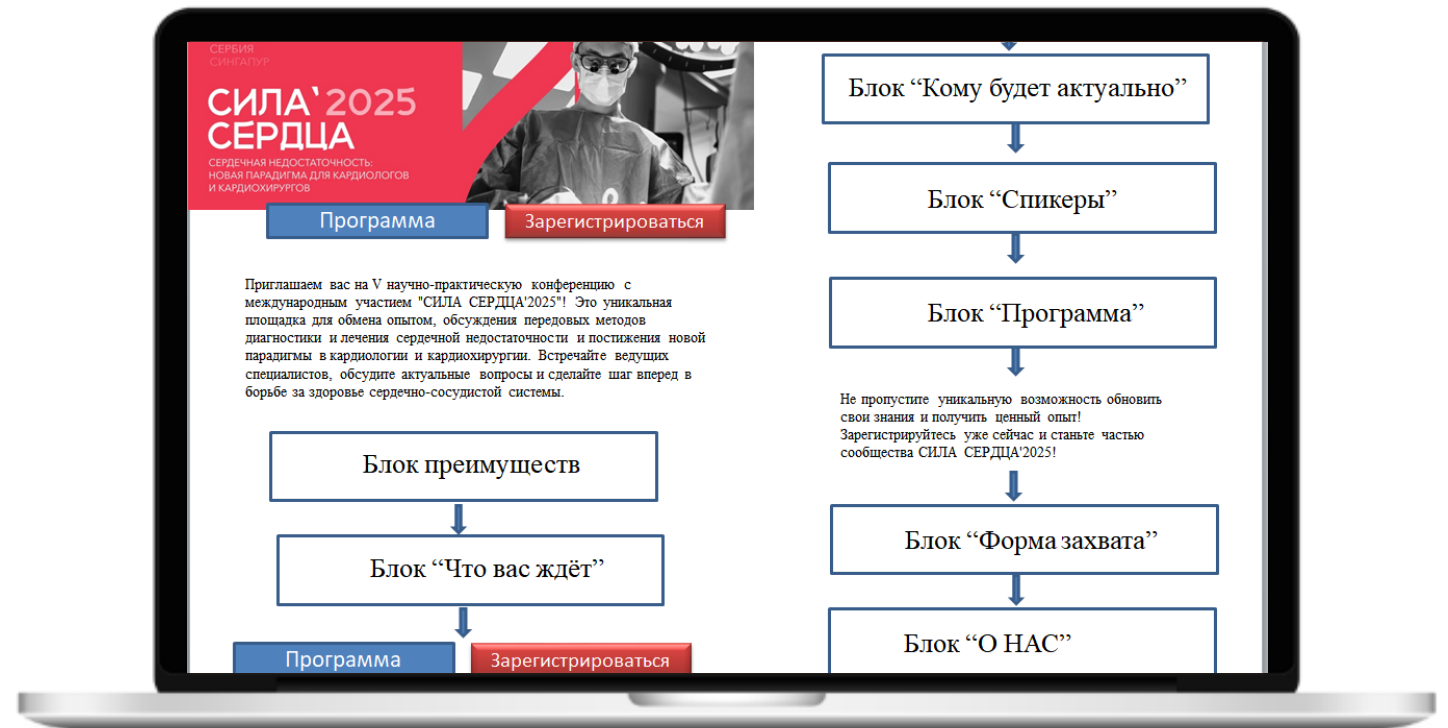 СЕРБИЯ
СИНГАПУР
СИЛА'2025
СЕРДЦА
СЕРДЕЧНАЯ НЕДОСТАТОЧНОСТЬ:
НОВАЯ ПАРАДИГМА ДЛЯ КАРДИОЛОГОВ
И КАРДИОХИРУРГОВ
Программа
Зарегистрироваться
Приглашаем вас на V научно-практическую конференцию с
международным участием "СИЛА СЕРДЦА'2025"! Это уникальная
площадка для обмена опытом, обсуждения передовых методов
диагностики и лечения сердечной недостаточности и постижения новой
парадигмы в кардиологии и кардиохирургии. Встречайте ведущих
специалистов, обсудите актуальные вопросы и сделайте шаг вперед в
борьбе за здоровье сердечно-сосудистой системы.
Блок преимуществ
Блок “Что вас ждёт”
Программа
Зарегистрироваться
Блок “Кому будет актуально”
Блок “Спикеры”
Блок “Программа”
Не пропустите уникальную возможность обновить
свои знания и получить ценный опыт!
Зарегистрируйтесь уже сейчас и станьте частью
сообщества СИЛА СЕРДЦА'2025!
Блок “Форма захвата”
Блок “О НАС”